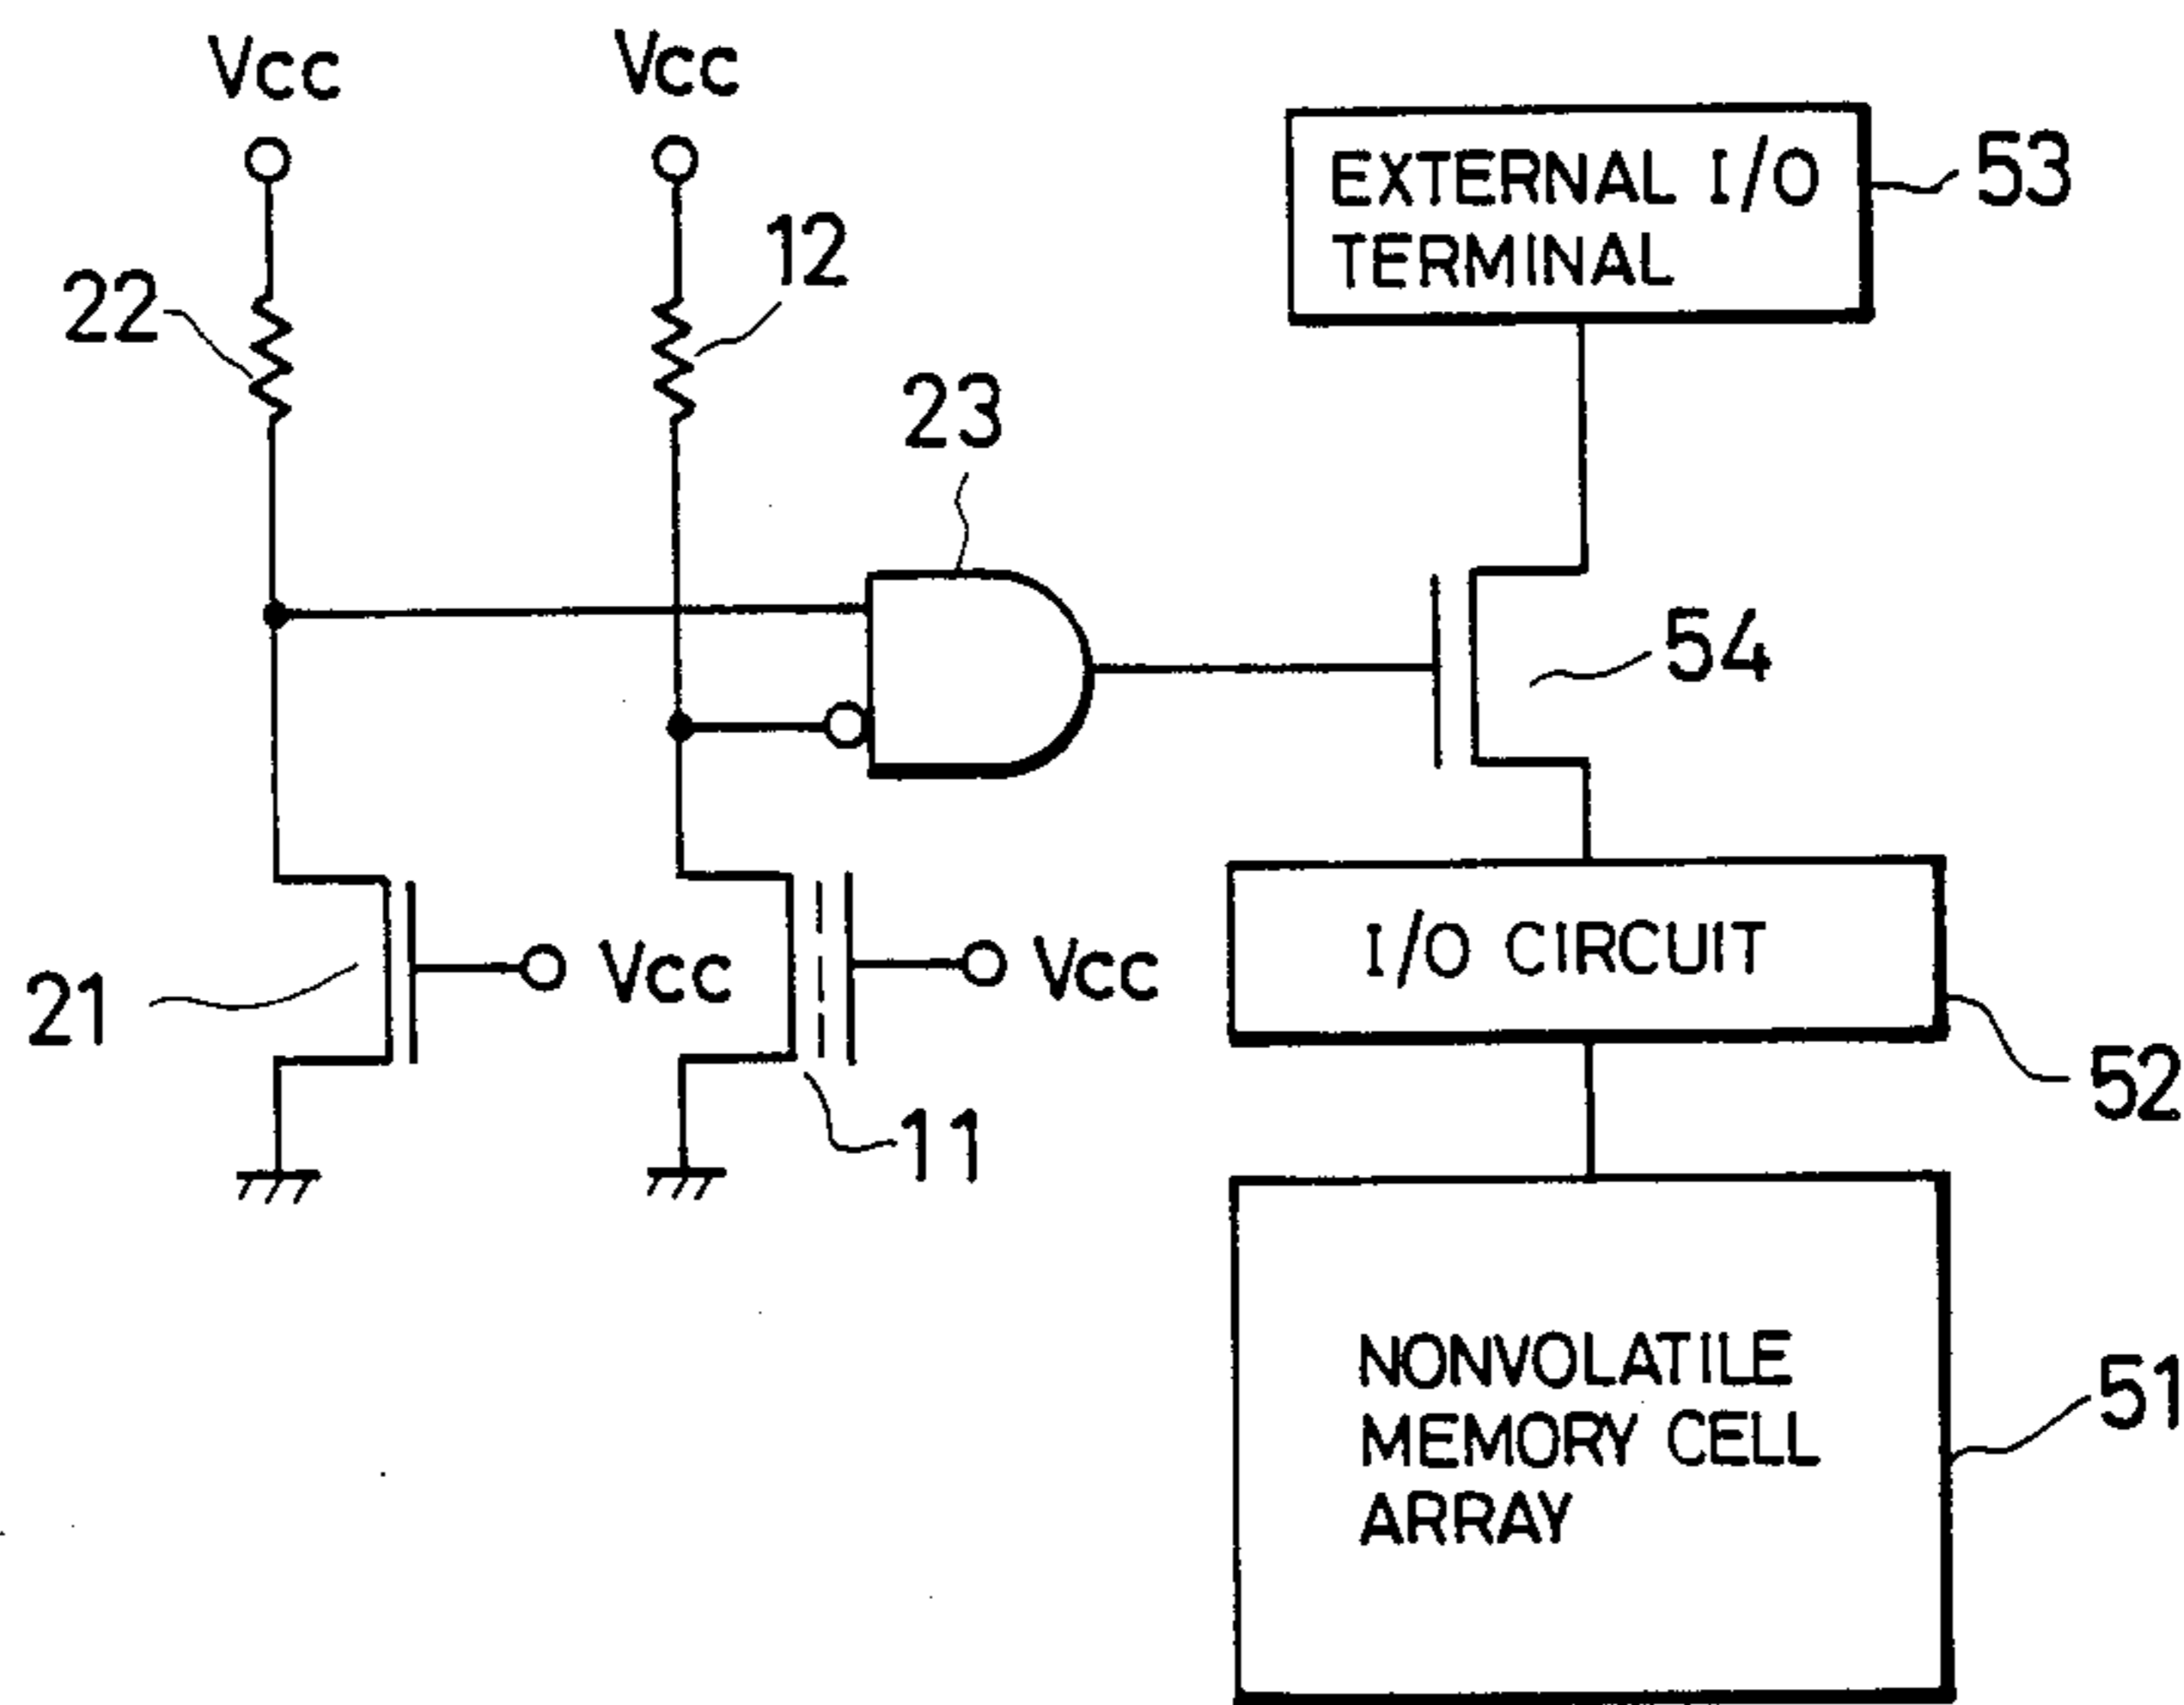 Vcc
Vcc
EXTERNAL I/O
TERMINAL
53
12
22
23
54
I/O CIRCUIT
Vcc
Vcc
21
52
11
NONVOLATILE
MEMORY CELL
ARRAY
51